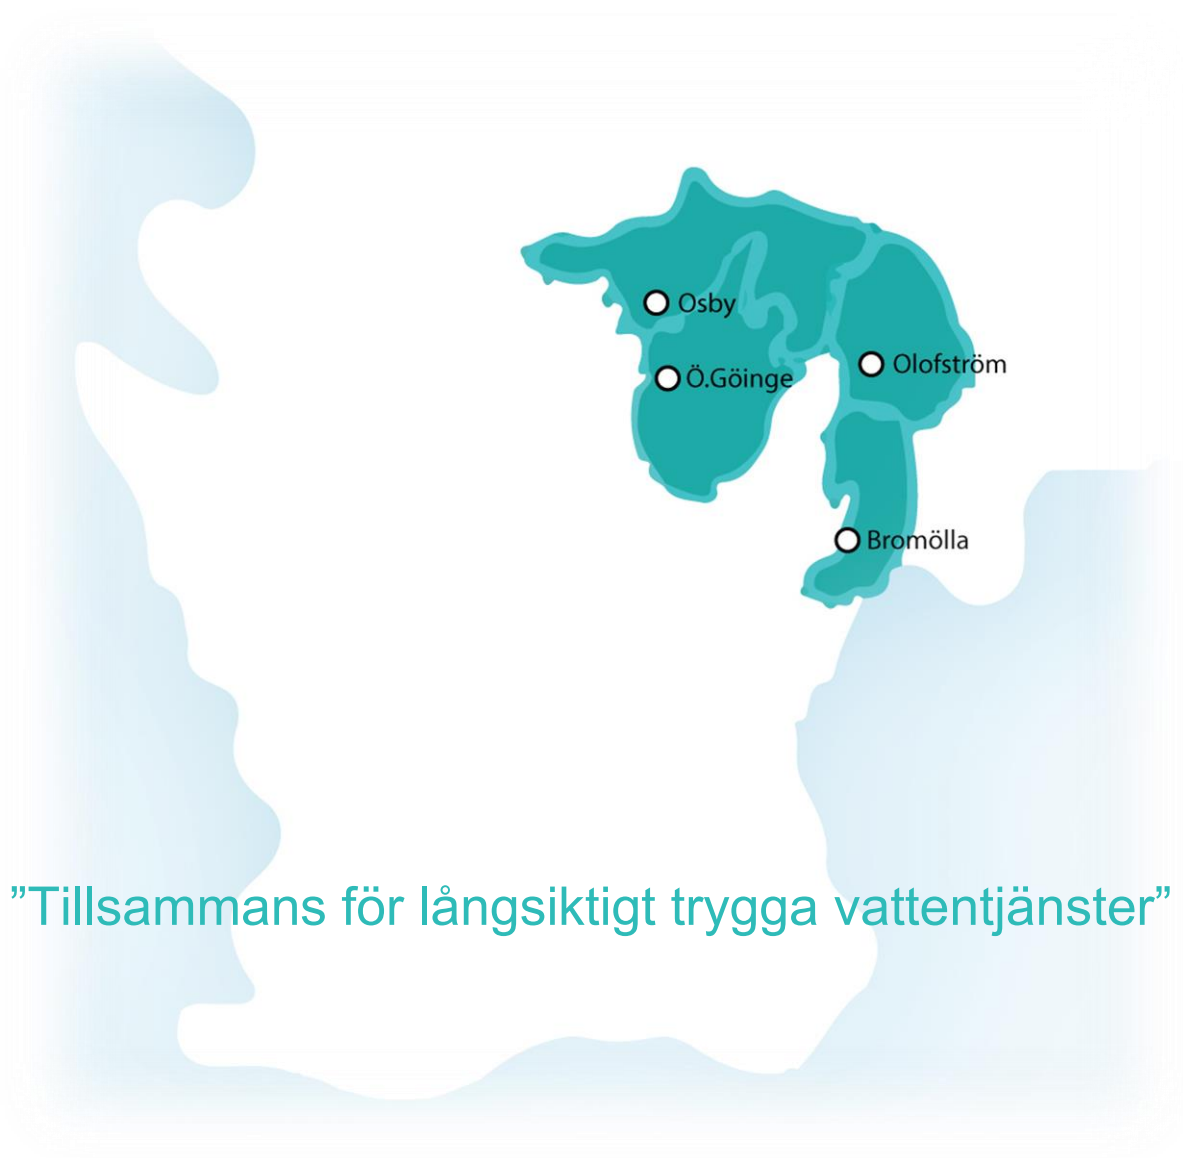 Osby
Olofström
Ö.Göinge
Bromölla
”Tillsammans för långsiktigt trygga vattentjänster”